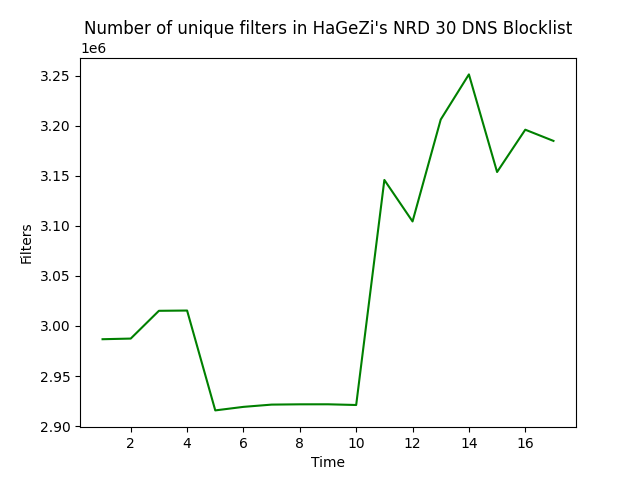 Number of unique filters in HaGeZi's NRD 30 DNS Blocklist
1e6
3.25
3.20
3.15
3.10
3.05
3.00
2.95
2.90
Filters
2 4 6 8 10 12 14 16
Time